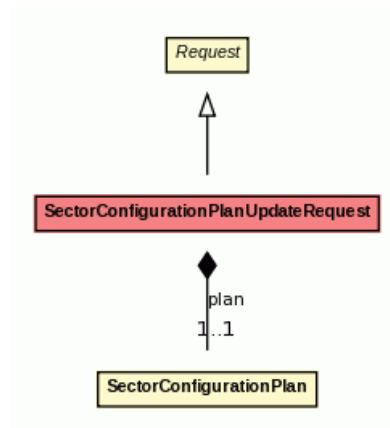 Request
SectorConfigurationPlanUpdateRequest
plan
1..1
SectorConfigurationPlan